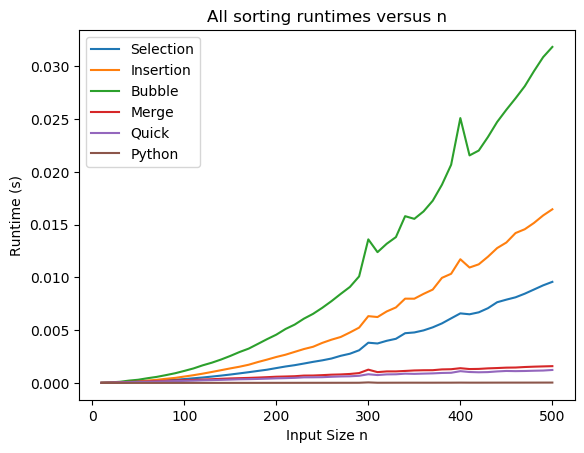 All sorting runtimes versus n
Selection
Insertion
Bubble
Merge
Quick
Python
Runtime (s)
0.030
0.025
0.020
0.015
0.010
0.005
0.000
0 100 200 300 400 500
Input Size n